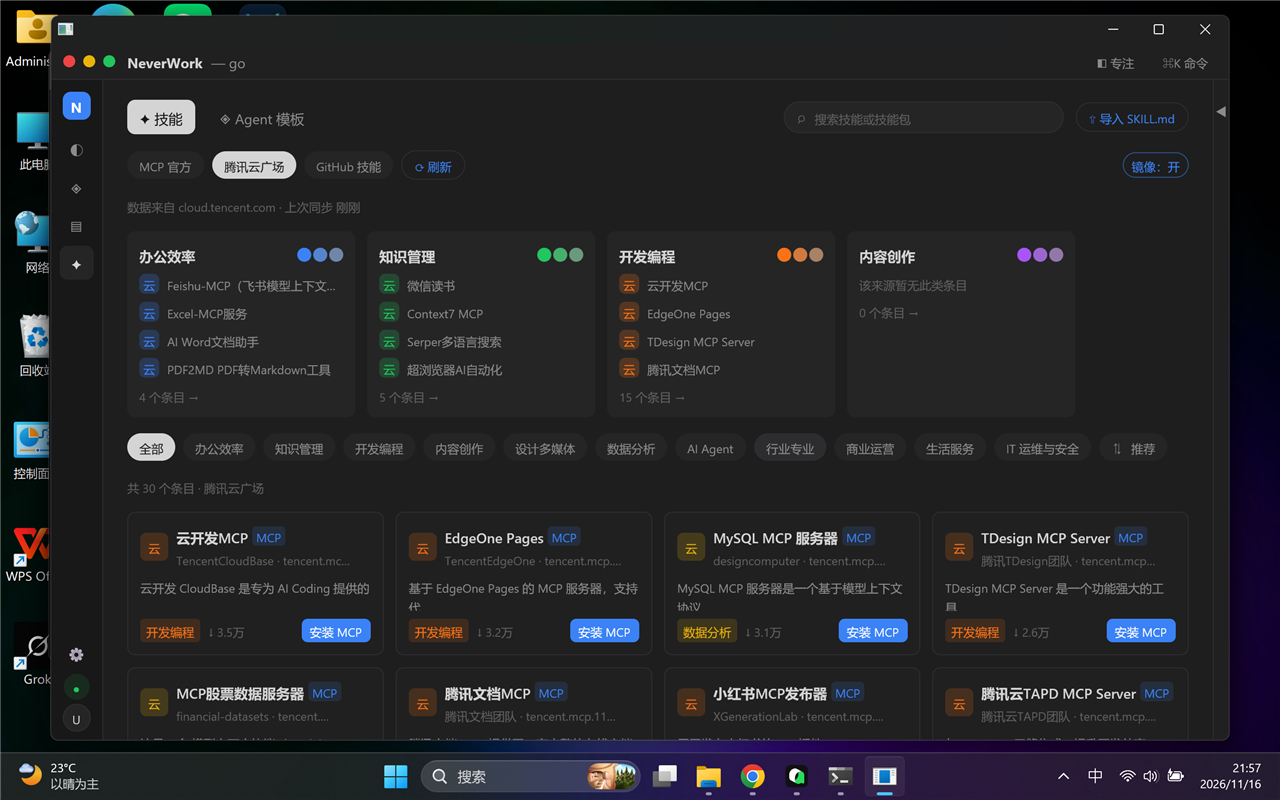 NeverWork — go
专注
⌘K 命令
Adminis
此电脑
网络
回收站
控制面
WPS Of
Grok
N
U
✦ 技能
◈ Agent 模板
搜索技能或技能包
⇧ 导入 SKILL.md
MCP 官方
腾讯云广场
GitHub 技能
⟳ 刷新
镜像：开
数据来自 cloud.tencent.com · 上次同步 刚刚
办公效率
云 Feishu-MCP（飞书模型上下文...
云 Excel-MCP服务
云 AI Word文档助手
云 PDF2MD PDF转Markdown工具
4 个条目 →
知识管理
云 微信读书
云 Context7 MCP
云 Serper多语言搜索
云 超浏览器AI自动化
5 个条目 →
开发编程
云 云开发MCP
云 EdgeOne Pages
云 TDesign MCP Server
云 腾讯文档MCP
15 个条目 →
内容创作
该来源暂无此类条目
0 个条目 →
全部 办公效率 知识管理 开发编程 内容创作 设计多媒体 数据分析 AI Agent 行业专业 商业运营 生活服务 IT 运维与安全 ⇅ 推荐
共 30 个条目 · 腾讯云广场
云 云开发MCP MCP
TencentCloudBase · tencent.mc...
云开发 CloudBase 是专为 AI Coding 提供的
开发编程 ↓ 3.5万 安装 MCP
云 EdgeOne Pages MCP
TencentEdgeOne · tencent.mcp....
基于 EdgeOne Pages 的 MCP 服务器，支持
代
开发编程 ↓ 3.2万 安装 MCP
云 MySQL MCP 服务器 MCP
designcomputer · tencent.mcp....
MySQL MCP 服务器是一个基于模型上下文
协议
数据分析 ↓ 3.1万 安装 MCP
云 TDesign MCP Server MCP
腾讯TDesign团队 · tencent.mcp...
TDesign MCP Server 是一个功能强大的工
具
开发编程 ↓ 2.6万 安装 MCP
云 MCP股票数据服务器 MCP
financial-datasets · tencent....
云 腾讯文档MCP MCP
腾讯文档团队 · tencent.mcp.11...
云 小红书MCP发布器 MCP
XGenerationLab · tencent.mcp....
云 腾讯云TAPD MCP Server MCP
腾讯云TAPD团队 · tencent.mcp....
23°C
以晴为主
搜索
中
21:57
2026/11/16